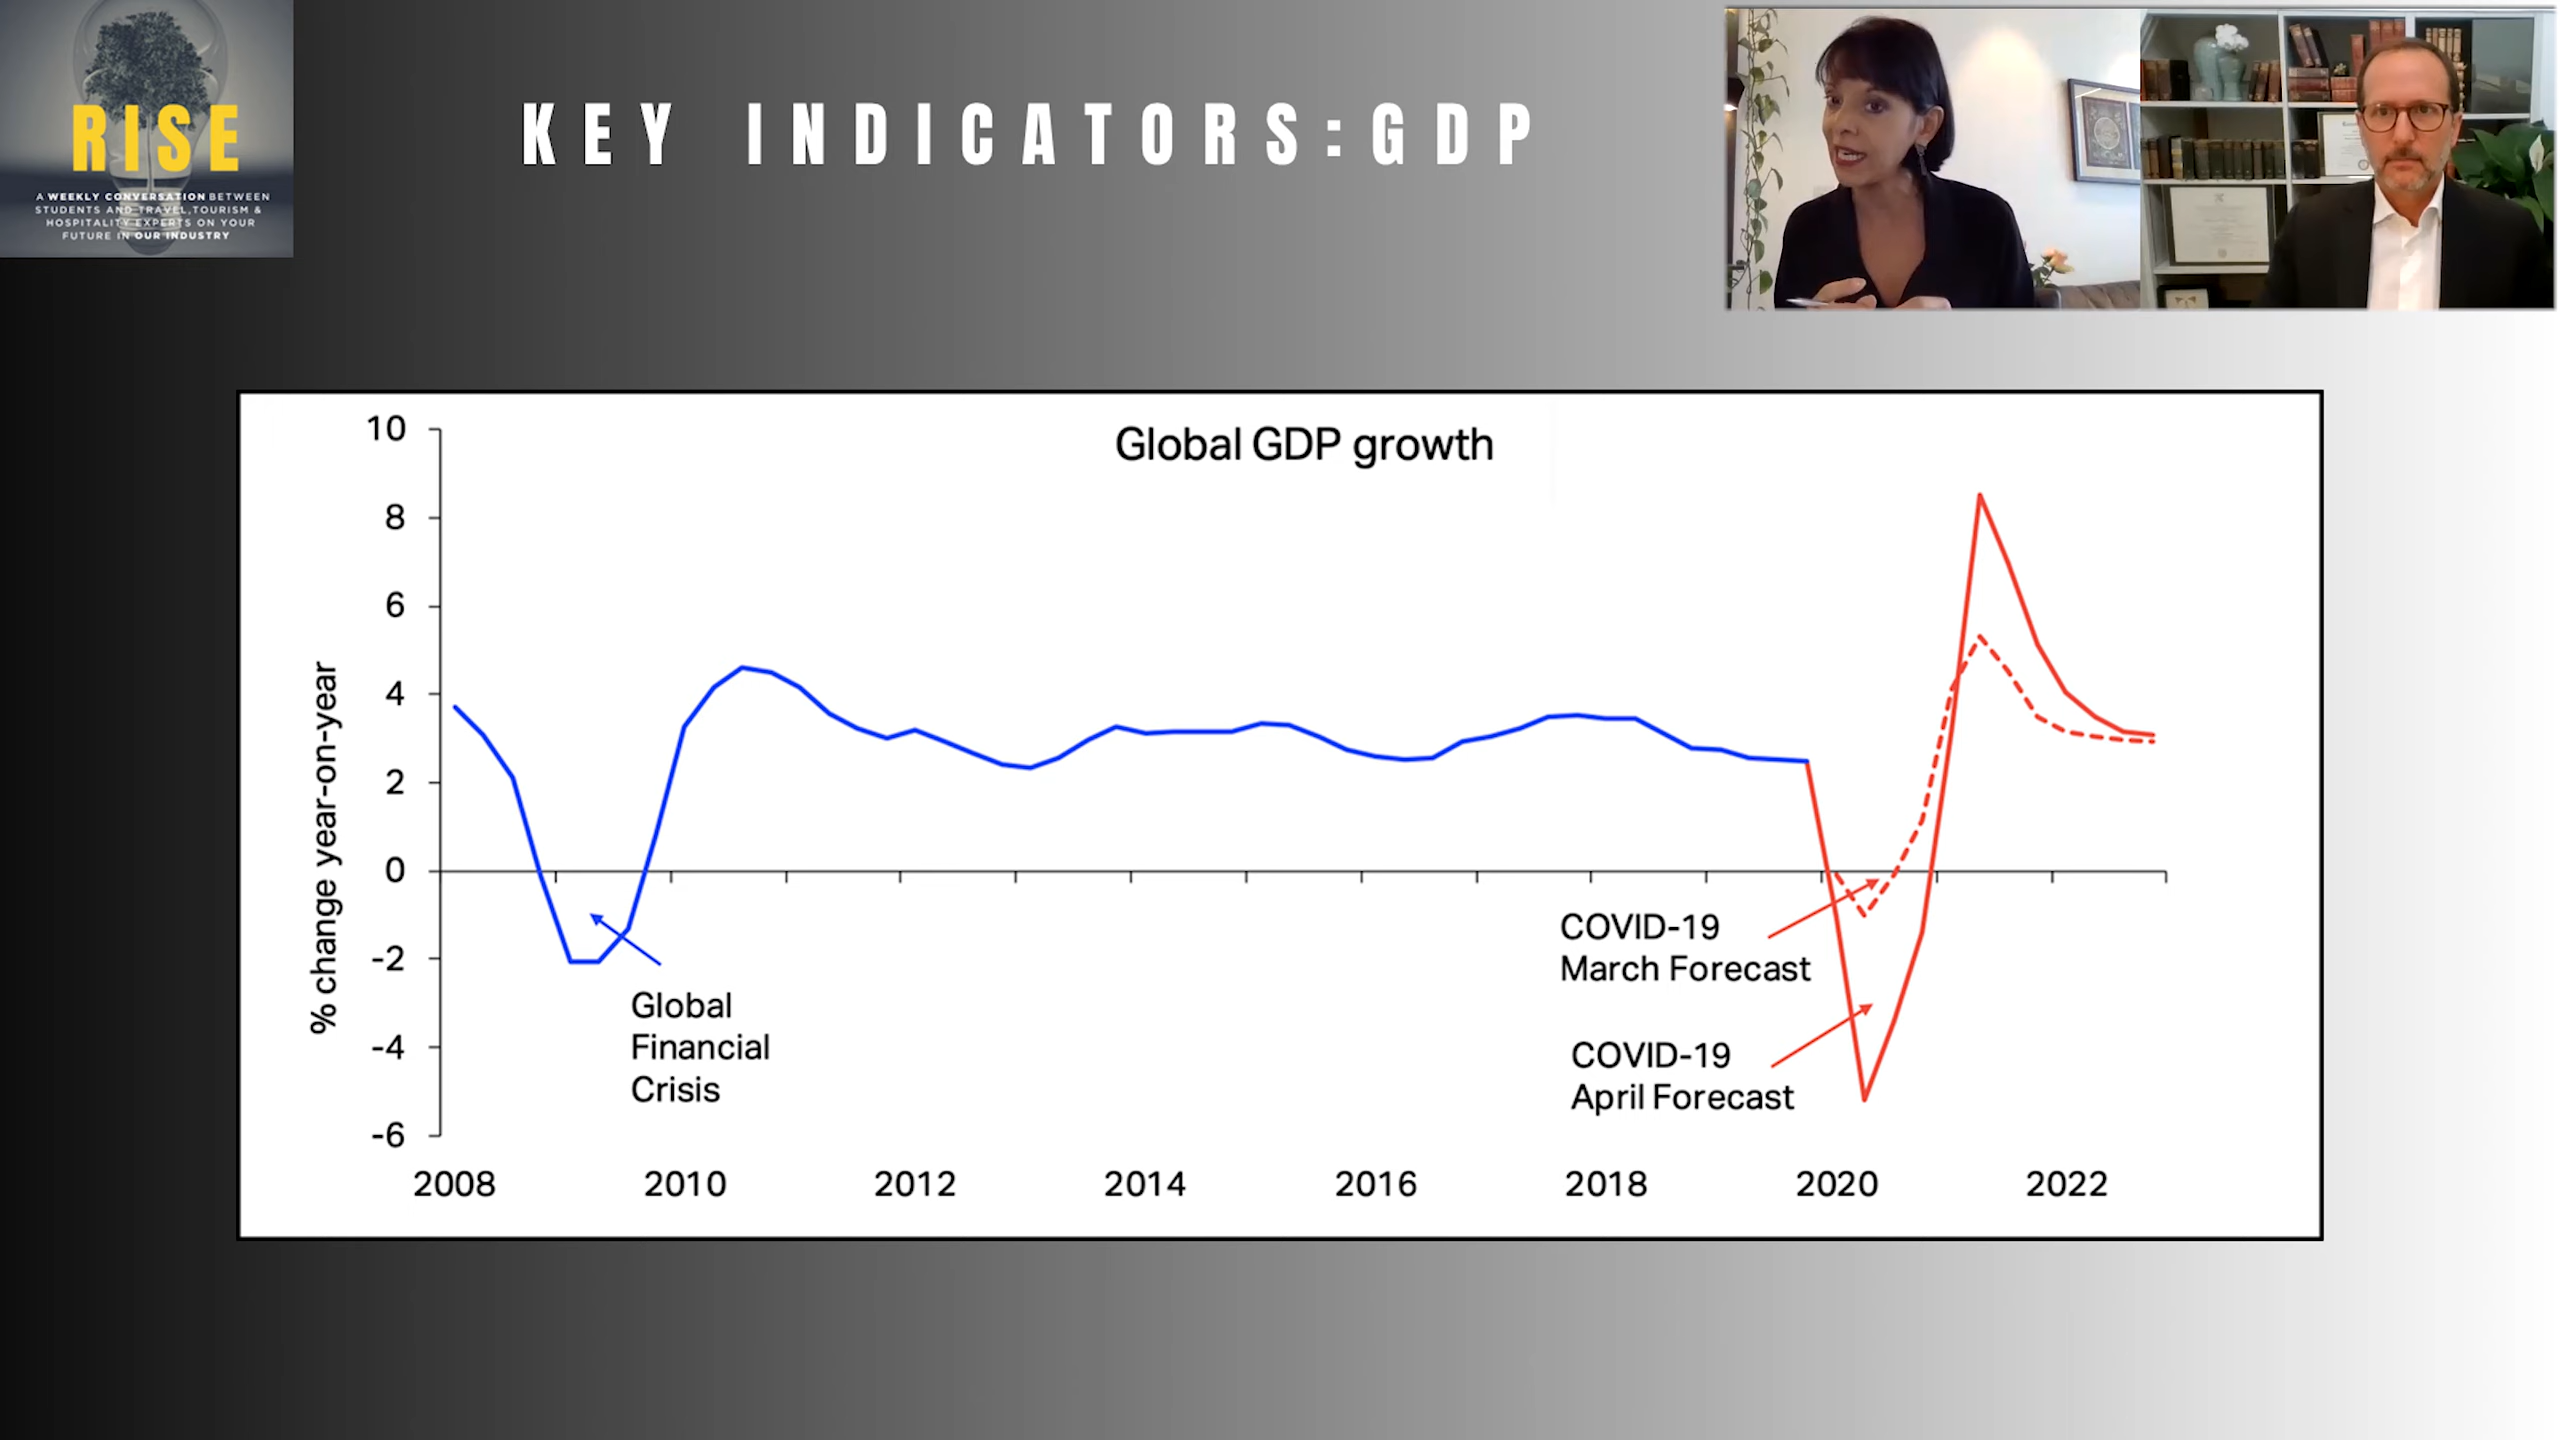 RISE
A WEEKLY CONVERSATION BETWEEN
STUDENTS AND TRAVEL, TOURISM &
HOSPITALITY EXPERTS ON YOUR
FUTURE IN OUR INDUSTRY
KEY INDICATORS:GDP
Global GDP growth
% change year-on-year
10
8
6
4
2
0
-2
-4
-6
Global
Financial
Crisis
COVID-19
March Forecast
COVID-19
April Forecast
2008 2010 2012 2014 2016 2018 2020 2022